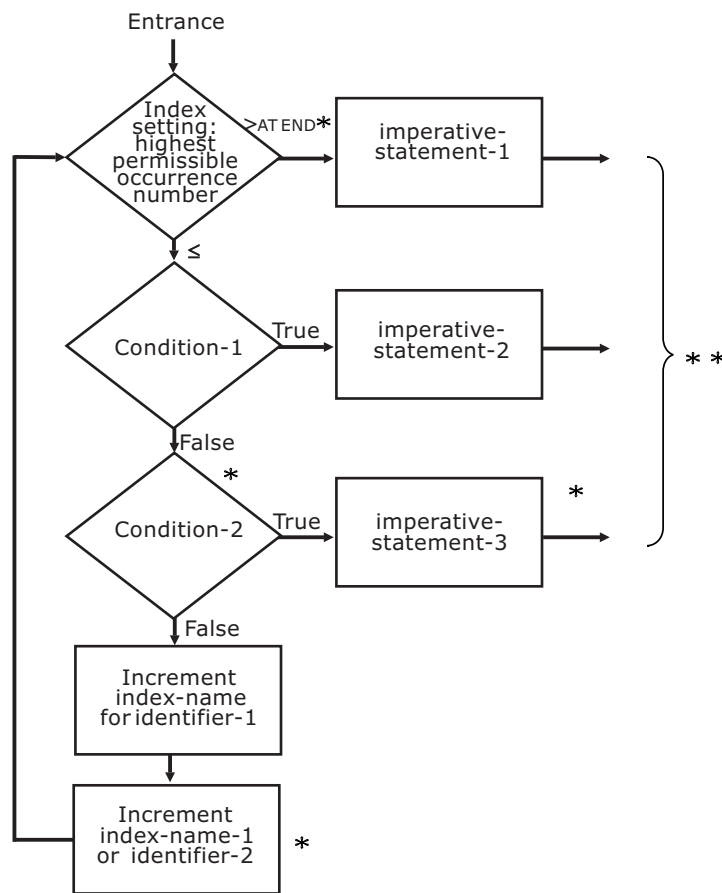 Entrance
Index
setting:
highest
permissible
occurrence
number
>AT END*
imperative-
statement-1
≤
Condition-1
True
imperative-
statement-2
* *
False
*
Condition-2
True
imperative-
statement-3
*
False
Increment
index-name
for identifier-1
Increment
index-name-1
or identifier-2
*